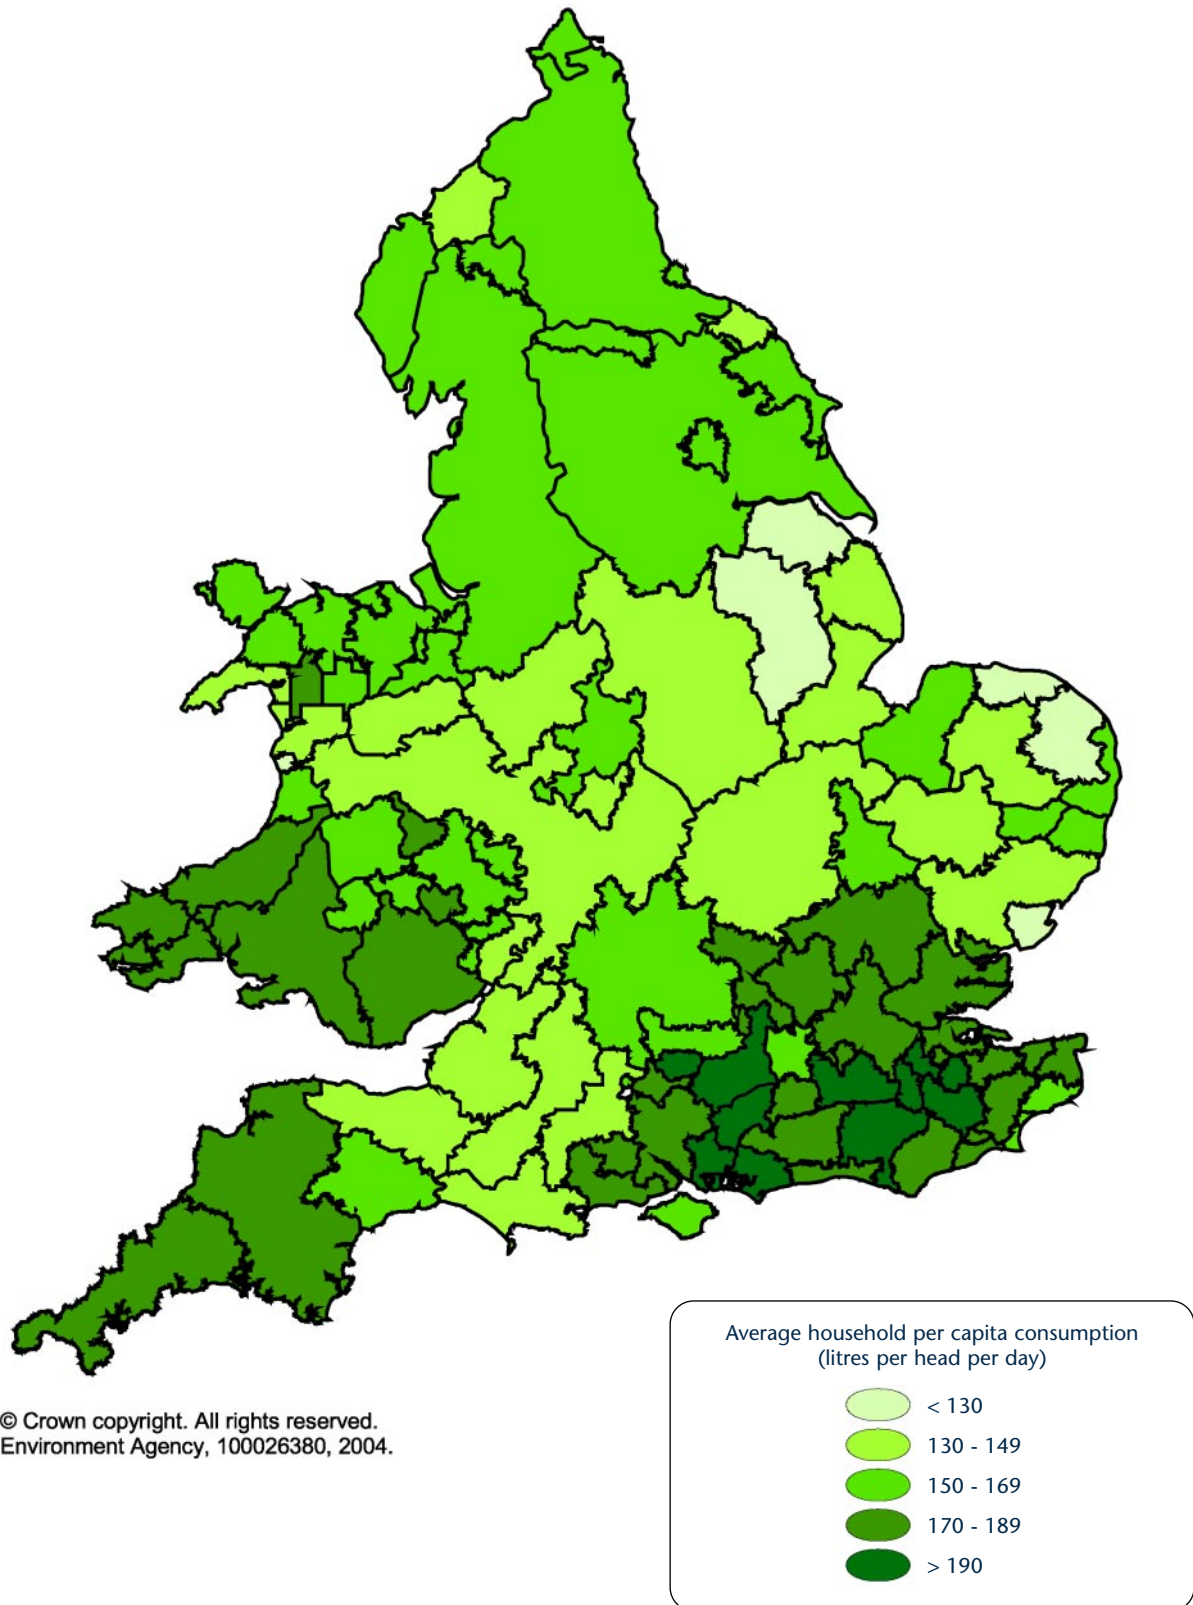 Average household per capita consumption
(litres per head per day)
< 130
130 - 149
150 - 169
170 - 189
> 190
© Crown copyright. All rights reserved.
Environment Agency, 100026380, 2004.